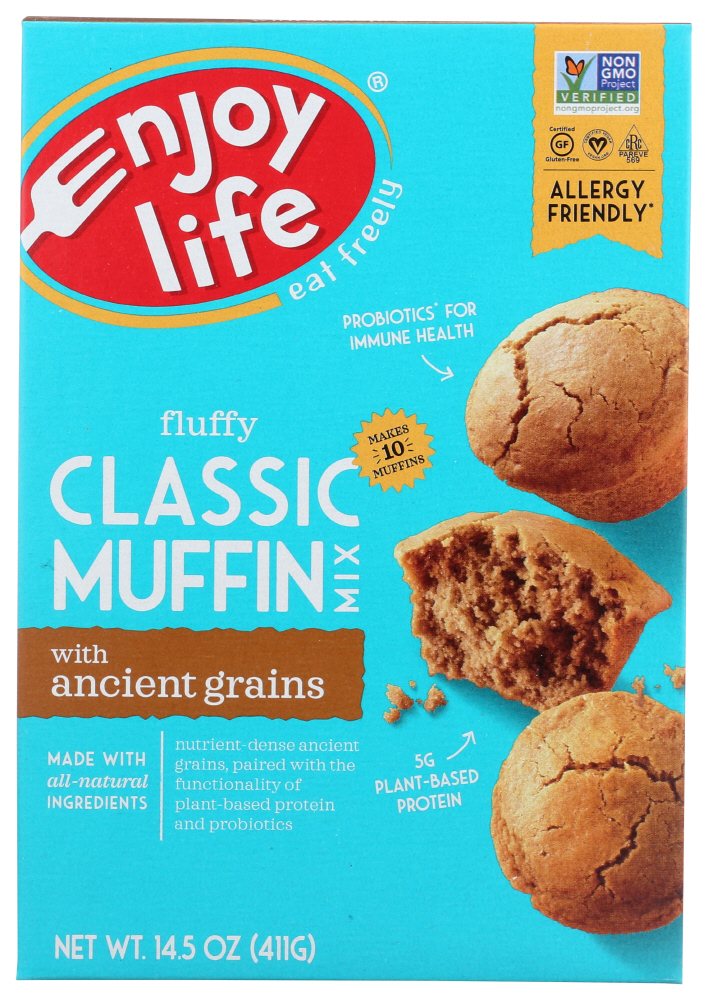 enjoy
life
®
eat freely
NON
GMO
Project
VERIFIED
nongmoproject.org
Certified
GF
Gluten-Free
CRC
PAREVE
569
ALLERGY
FRIENDLY*
PROBIOTICS* FOR
IMMUNE HEALTH
fluffy
MAKES
10
MUFFINS
CLASSIC
MUFFIN
MIX
with
ancient grains
MADE WITH
all-natural
INGREDIENTS
nutrient-dense ancient
grains, paired with the
functionality of
plant-based protein
and probiotics
5G
PLANT-BASED
PROTEIN
NET WT. 14.5 OZ (411G)